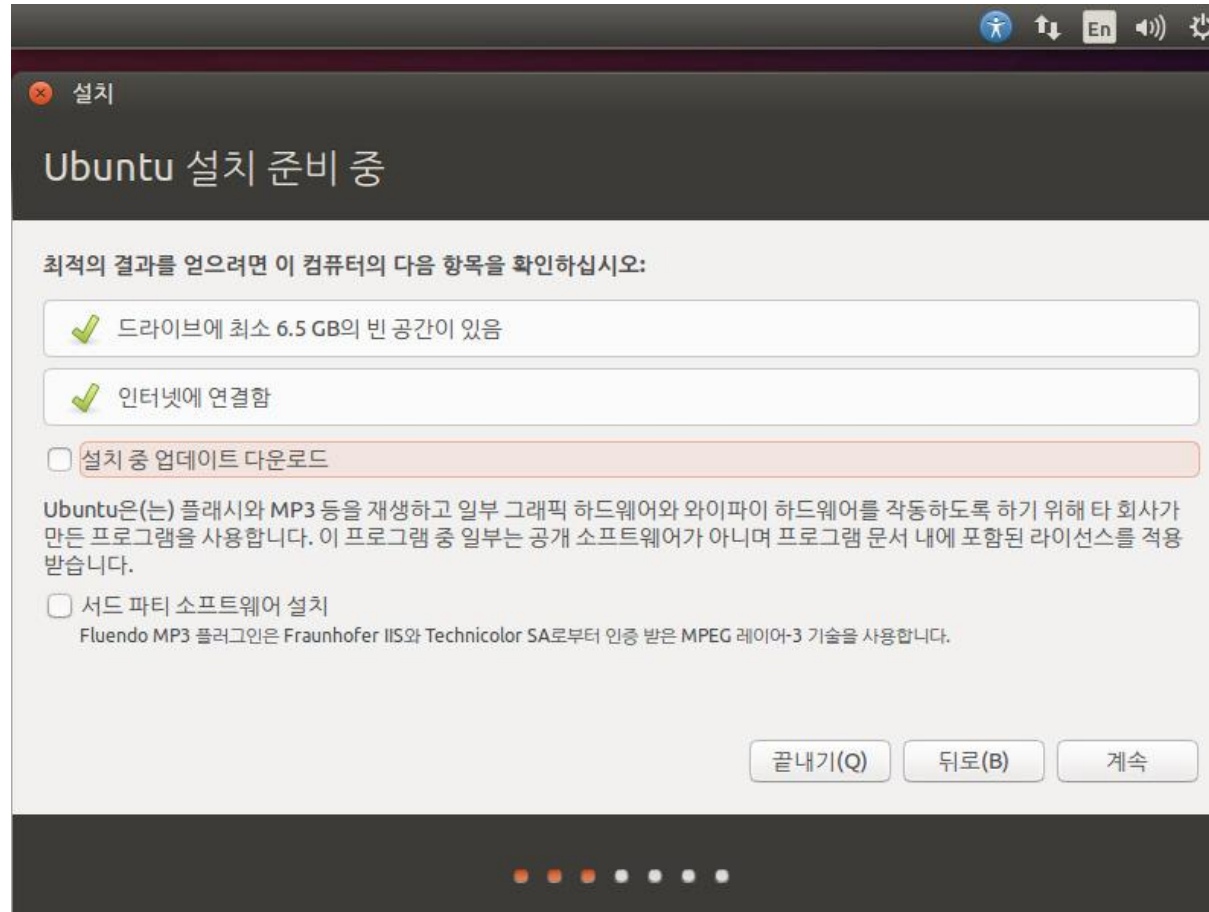 En
설치
Ubuntu 설치 준비 중
최적의 결과를 얻으려면 이 컴퓨터의 다음 항목을 확인하십시오:
드라이브에 최소 6.5 GB의 빈 공간이 있음
인터넷에 연결함
설치 중 업데이트 다운로드
Ubuntu은(는) 플래시와 MP3 등을 재생하고 일부 그래픽 하드웨어와 와이파이 하드웨어를 작동하도록 하기 위해 타 회사가
만든 프로그램을 사용합니다. 이 프로그램 중 일부는 공개 소프트웨어가 아니며 프로그램 문서 내에 포함된 라이선스를 적용
받습니다.
서드 파티 소프트웨어 설치
Fluendo MP3 플러그인은 Fraunhofer IIS와 Technicolor SA로부터 인증 받은 MPEG 레이어-3 기술을 사용합니다.
끝내기(Q) 뒤로(B) 계속